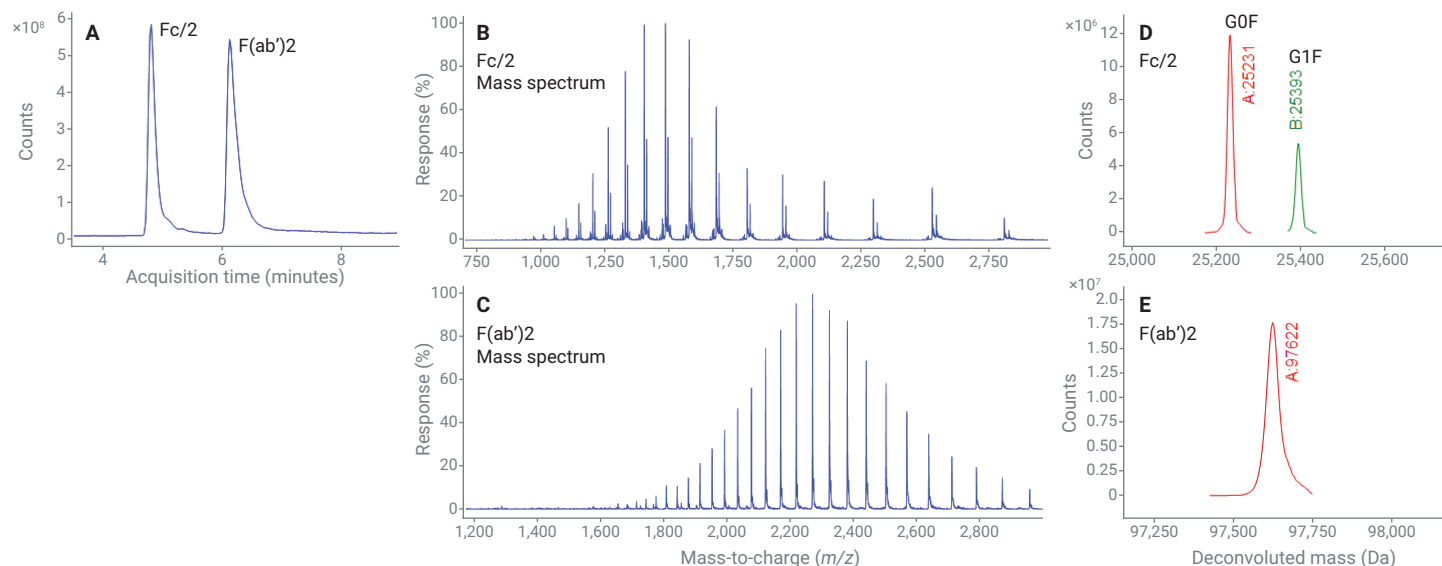 ×10⁸
A
Fc/2
F(ab’)2
6
5
4
3
2
1
0
Counts
4
6
8
Acquisition time (minutes)
B
Fc/2
Mass spectrum
100
80
60
40
20
0
Response (%)
750
1,000
1,250
1,500
1,750
2,000
2,250
2,500
2,750
C
F(ab’)2
Mass spectrum
100
80
60
40
20
0
Response (%)
1,200
1,400
1,600
1,800
2,000
2,200
2,400
2,600
2,800
Mass-to-charge (m/z)
×10⁶
D
Fc/2
G0F
A:25231
G1F
B:25393
12
10
8
6
4
2
0
Counts
25,000
25,200
25,400
25,600
×10⁷
E
F(ab’)2
A:97622
2.0
1.75
1.50
1.25
1.0
0.75
0.50
0.25
0
Counts
97,250
97,500
97,750
98,000
Deconvoluted mass (Da)